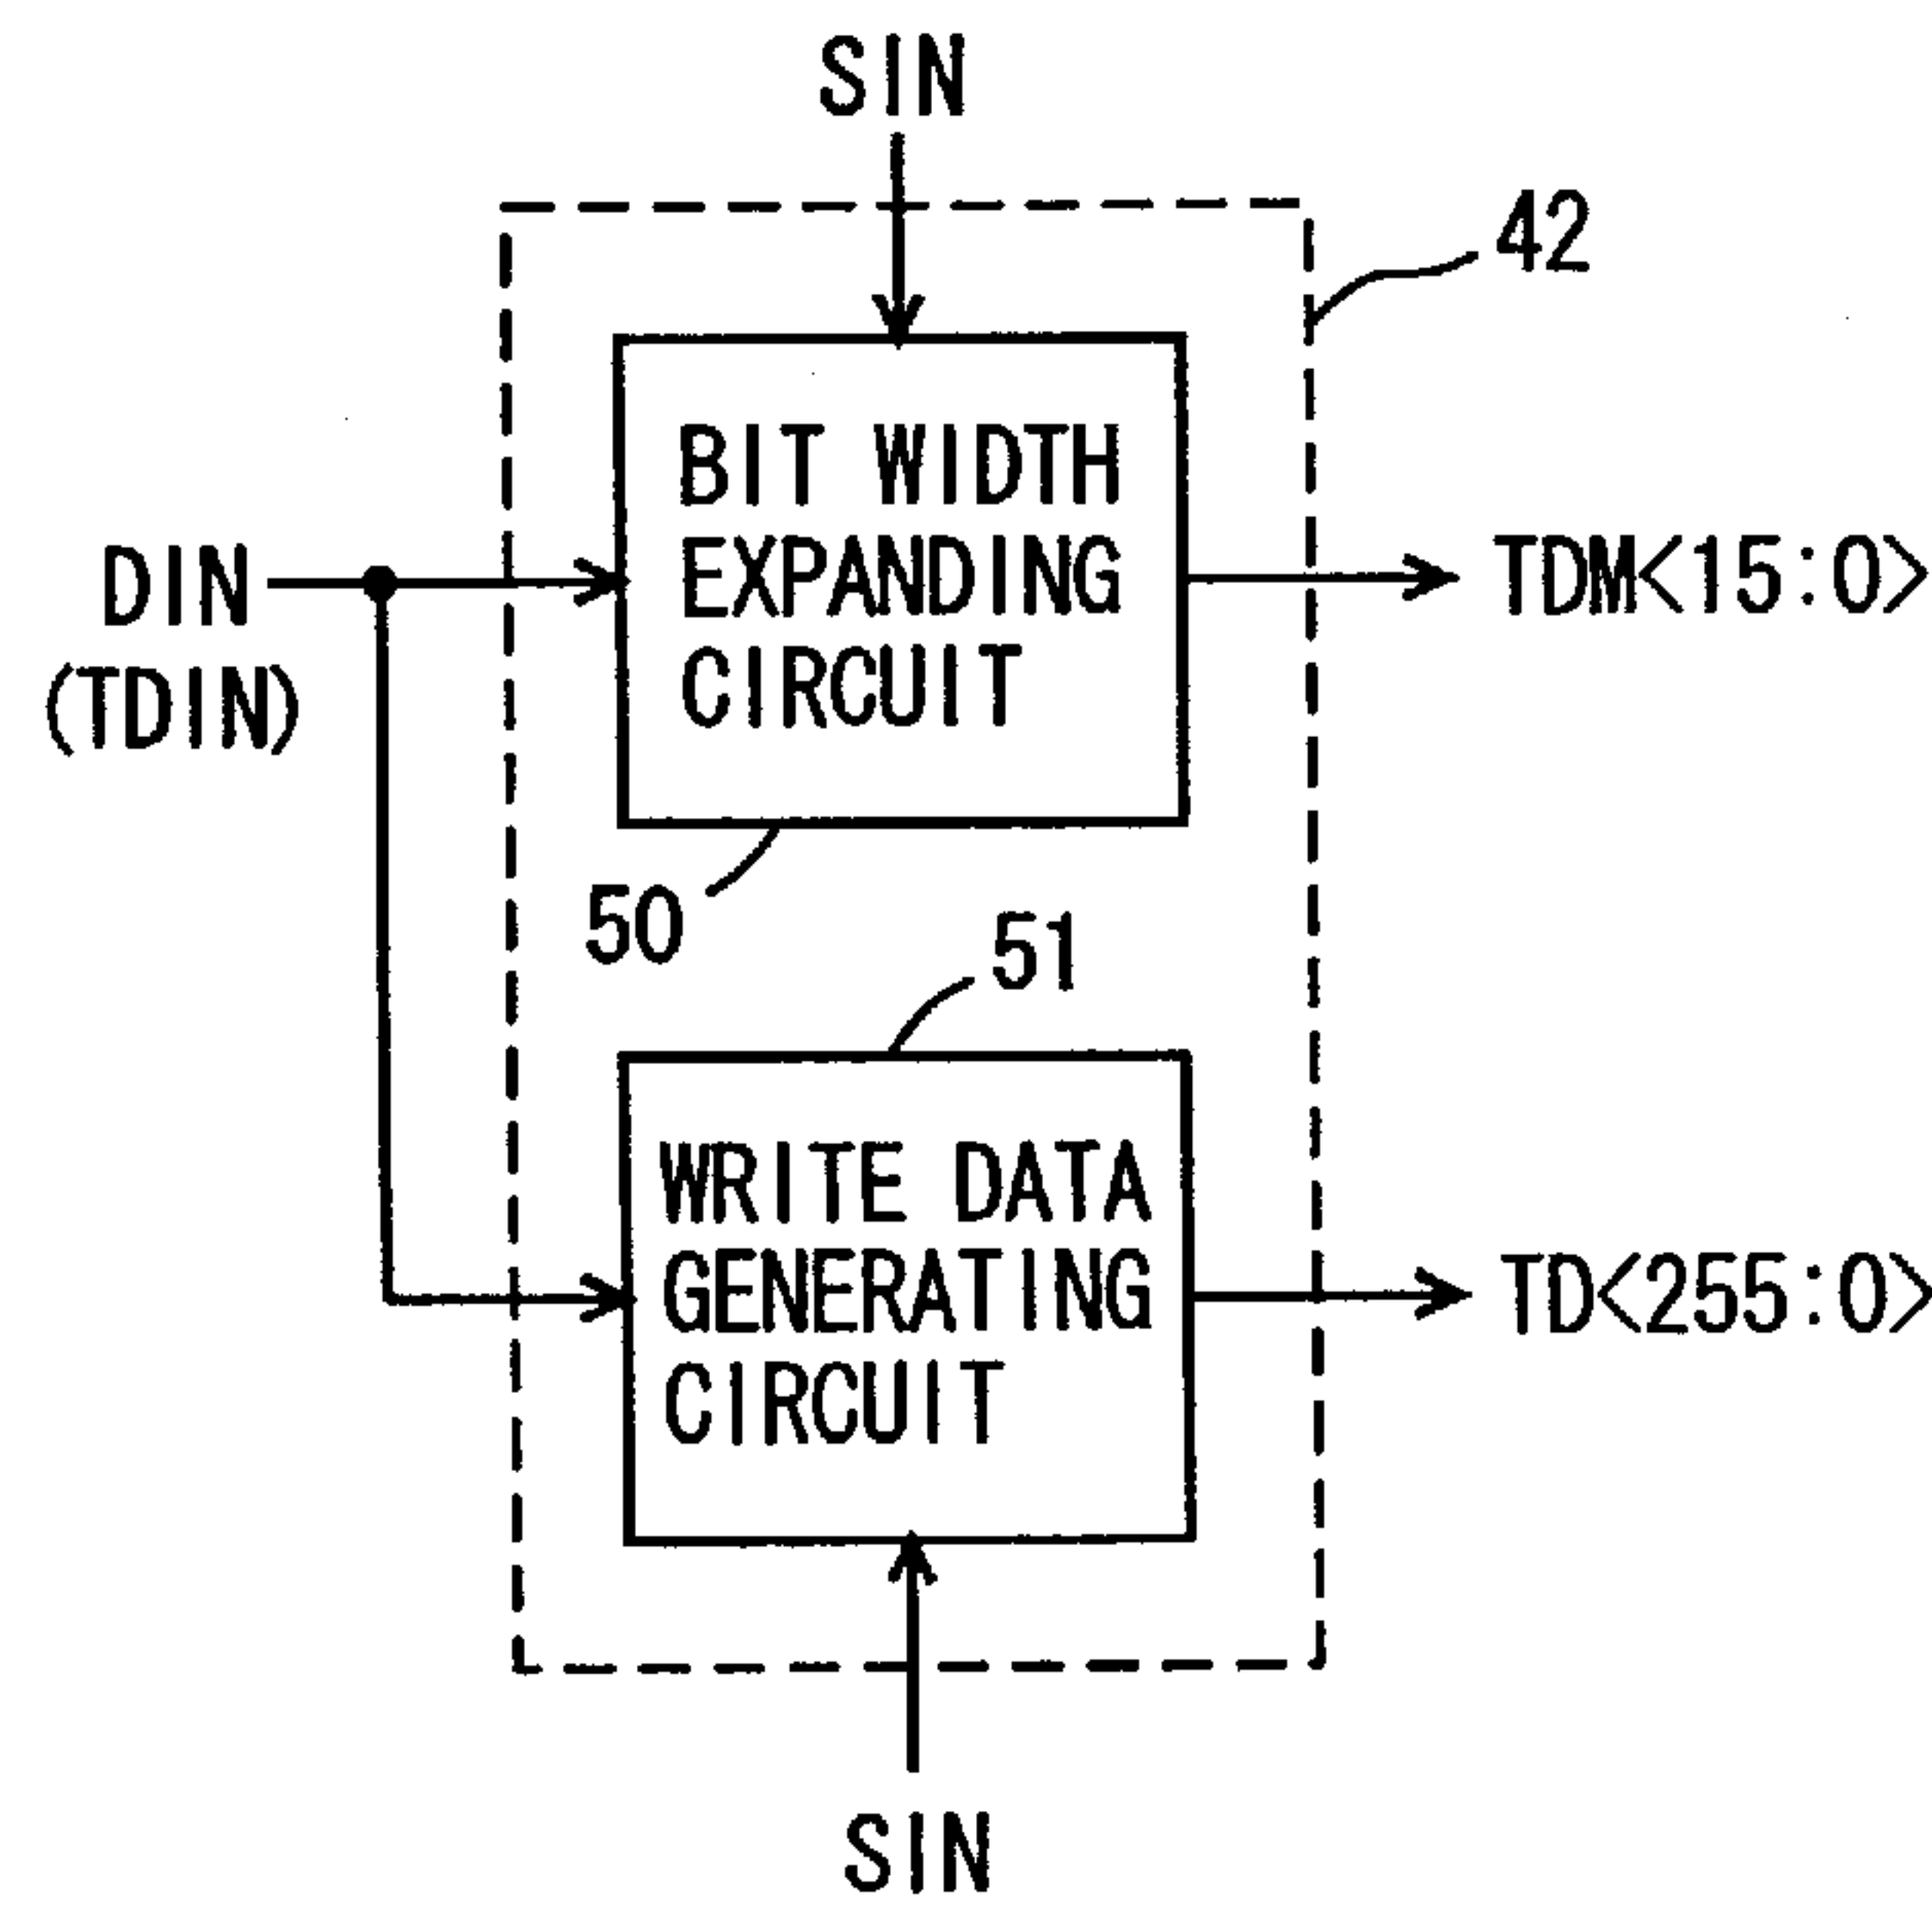 SIN
42
BIT WIDTH
EXPANDING
CIRCUIT
DIN
(TDIN)
TDM<15:0>
50
51
WRITE DATA
GENERATING
CIRCUIT
TD<255:0>
SIN